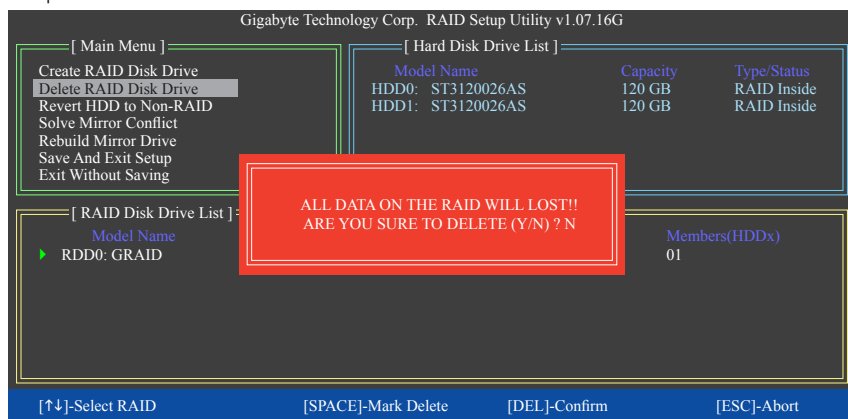 Gigabyte Technology Corp. RAID Setup Utility v1.07.16G
[ Main Menu ]
Create RAID Disk Drive
Delete RAID Disk Drive
Revert HDD to Non-RAID
Solve Mirror Conflict
Rebuild Mirror Drive
Save And Exit Setup
Exit Without Saving
[ Hard Disk Drive List ]
Model Name Capacity Type/Status
HDD0: ST3120026AS 120 GB RAID Inside
HDD1: ST3120026AS 120 GB RAID Inside
ALL DATA ON THE RAID WILL LOST!!
ARE YOU SURE TO DELETE (Y/N) ? N
[ RAID Disk Drive List ]
Model Name Members(HDDx)
RDD0: GRAID 01
[↑↓]-Select RAID [SPACE]-Mark Delete [DEL]-Confirm [ESC]-Abort